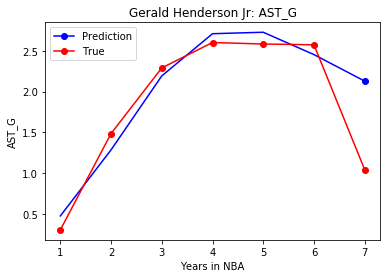 Gerald Henderson Jr: AST_G
Prediction
True
AST_G
2.5
2.0
1.5
1.0
0.5
1 2 3 4 5 6 7
Years in NBA